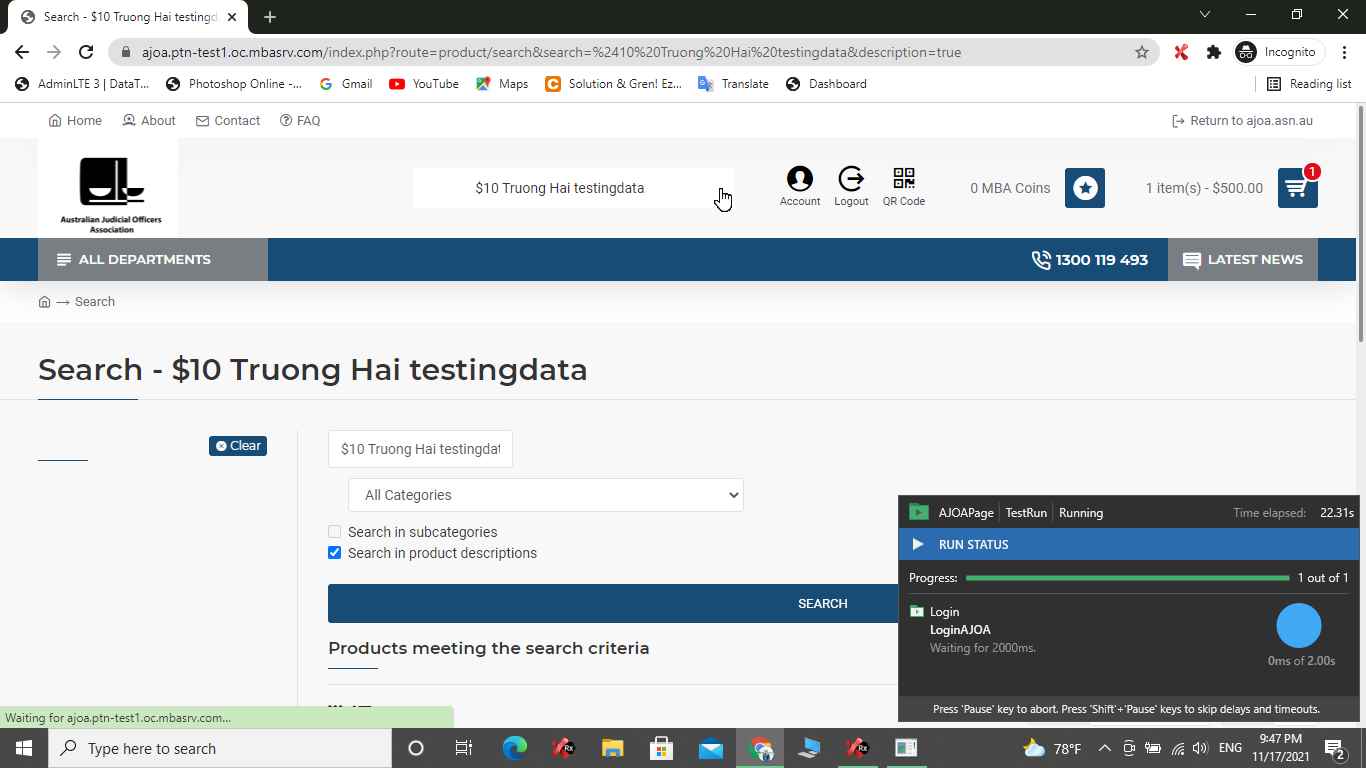 Search - $10 Truong Hai testingd
ajoa.ptn-test1.oc.mbasrv.com/index.php?route=product/search&search=%2410%20Truong%20Hai%20testingdata&description=true
Incognito
AdminLTE 3 | DataT...
Photoshop Online -...
Gmail
YouTube
Maps
Solution & Gren! Ez...
Translate
Dashboard
Reading list
Home
About
Contact
FAQ
Return to ajoa.asn.au
Australian Judicial Officers
Association
$10 Truong Hai testingdata
Account
Logout
QR Code
0 MBA Coins
1 item(s) - $500.00
1
ALL DEPARTMENTS
1300 119 493
LATEST NEWS
→ Search
Search - $10 Truong Hai testingdata
Clear
$10 Truong Hai testingdat
All Categories
Search in subcategories
Search in product descriptions
SEARCH
Products meeting the search criteria
AJOAPage
TestRun
Running
Time elapsed: 22.31s
RUN STATUS
Progress:
1 out of 1
Login
LoginAJOA
Waiting for 2000ms.
0ms of 2.00s
Press 'Pause' key to abort. Press 'Shift'+'Pause' keys to skip delays and timeouts.
Waiting for ajoa.ptn-test1.oc.mbasrv.com...
Type here to search
Rx
Rx
78°F
ENG
9:47 PM
11/17/2021
2